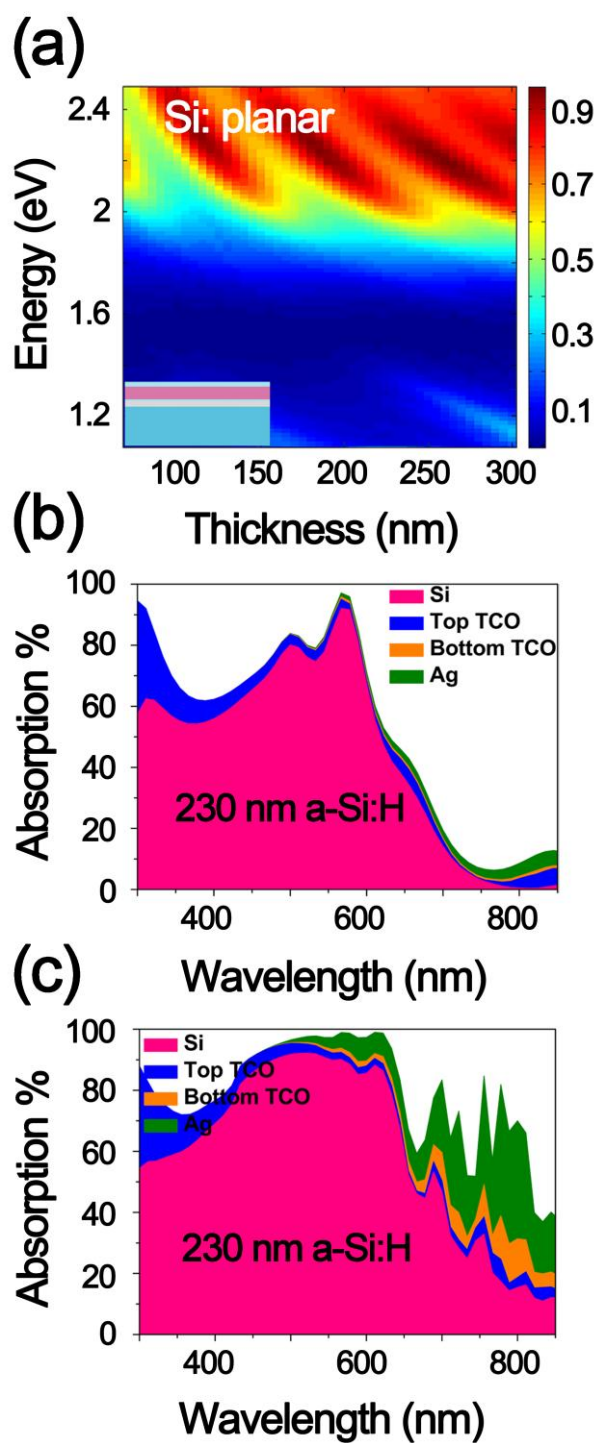 (a)
Si: planar
Energy (eV)
2.4
2
1.6
1.2
0.9
0.7
0.5
0.3
0.1
100 150 200 250 300
Thickness (nm)
(b)
Absorption %
100
80
60
40
20
0
Si
Top TCO
Bottom TCO
Ag
230 nm a-Si:H
400 600 800
Wavelength (nm)
(c)
Absorption %
100
80
60
40
20
0
Si
Top TCO
Bottom TCO
Ag
230 nm a-Si:H
400 600 800
Wavelength (nm)